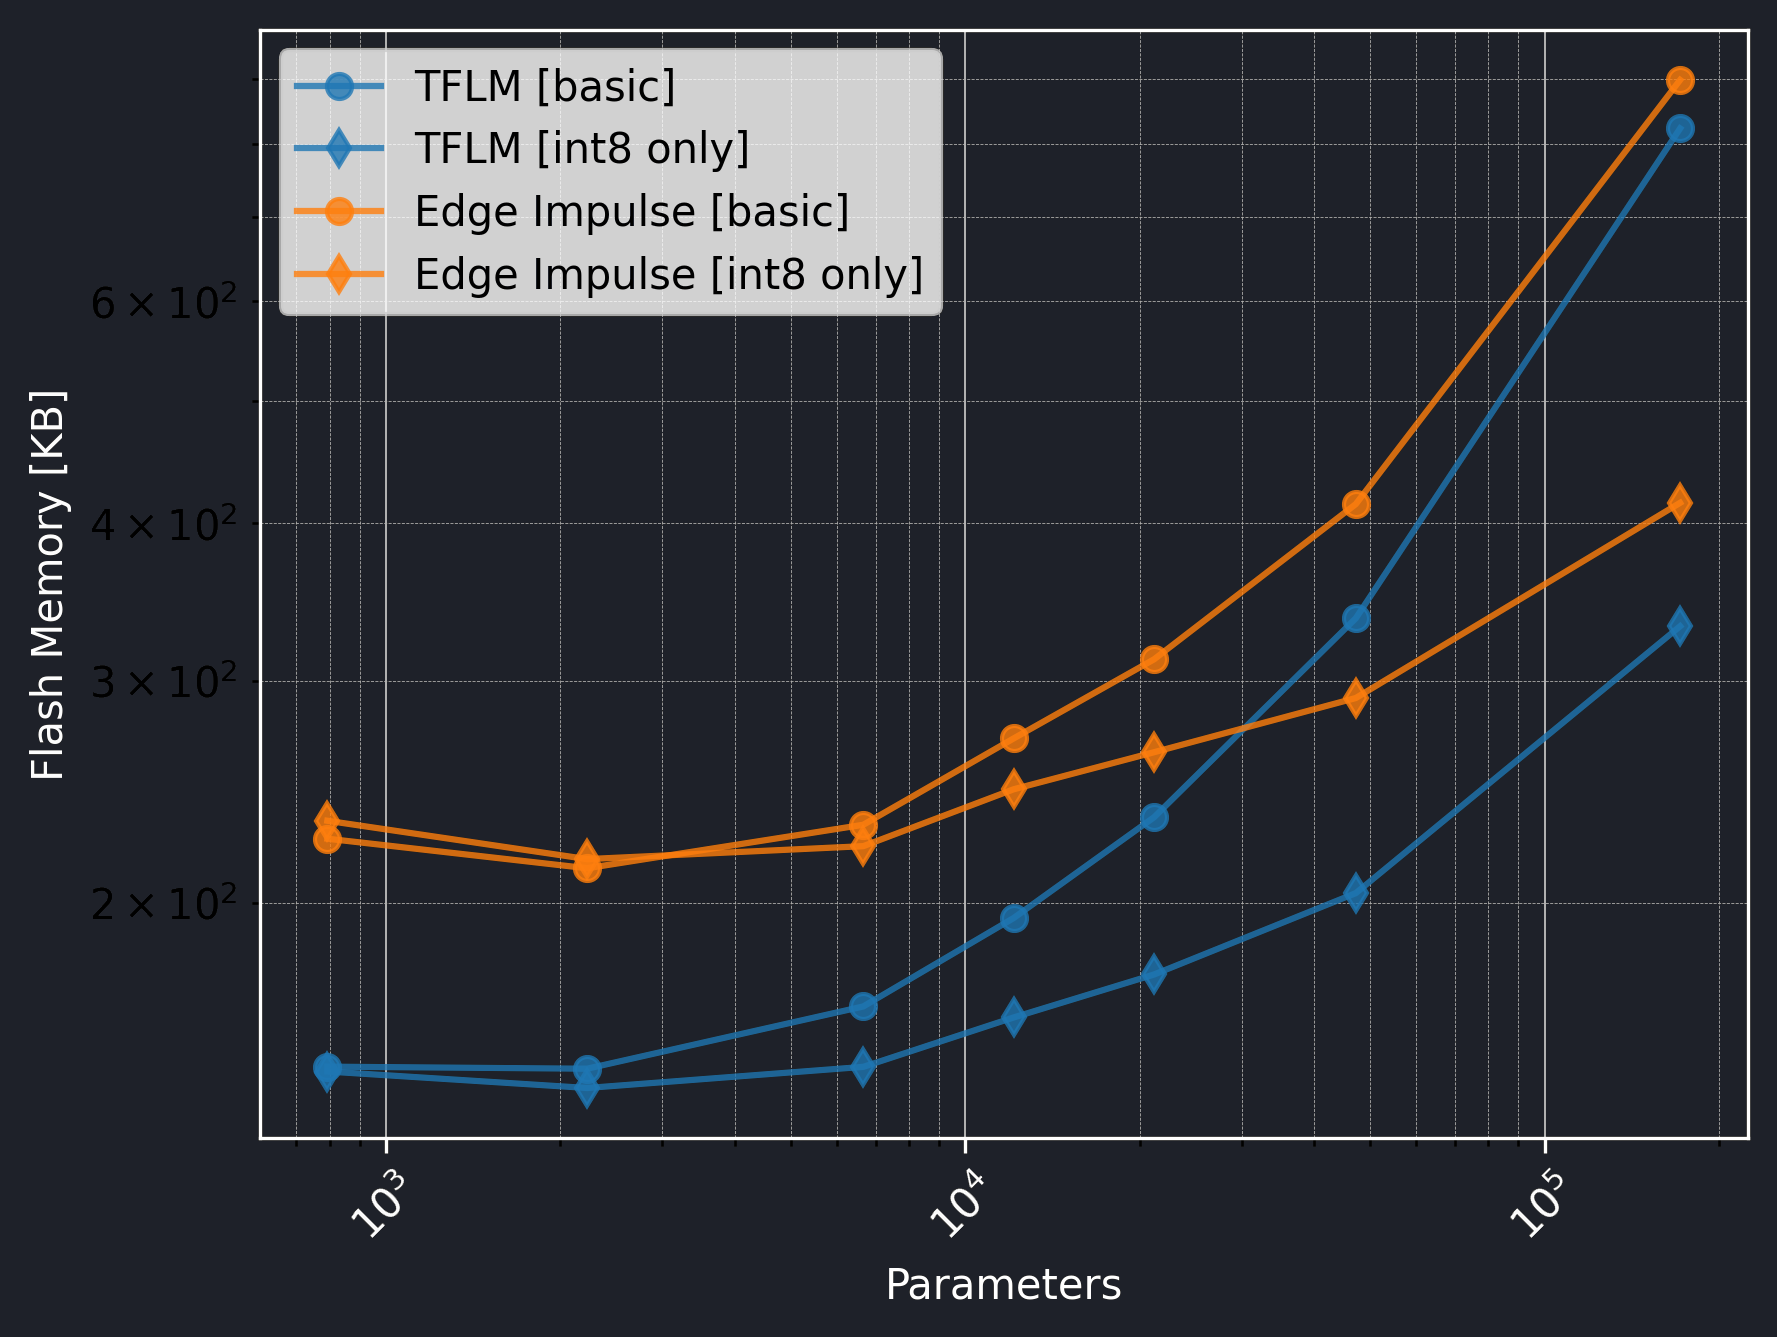 TFLM [basic]
TFLM [int8 only]
Edge Impulse [basic]
Edge Impulse [int8 only]
6 × 10²
4 × 10²
3 × 10²
2 × 10²
Flash Memory [KB]
10³
10⁴
10⁵
Parameters